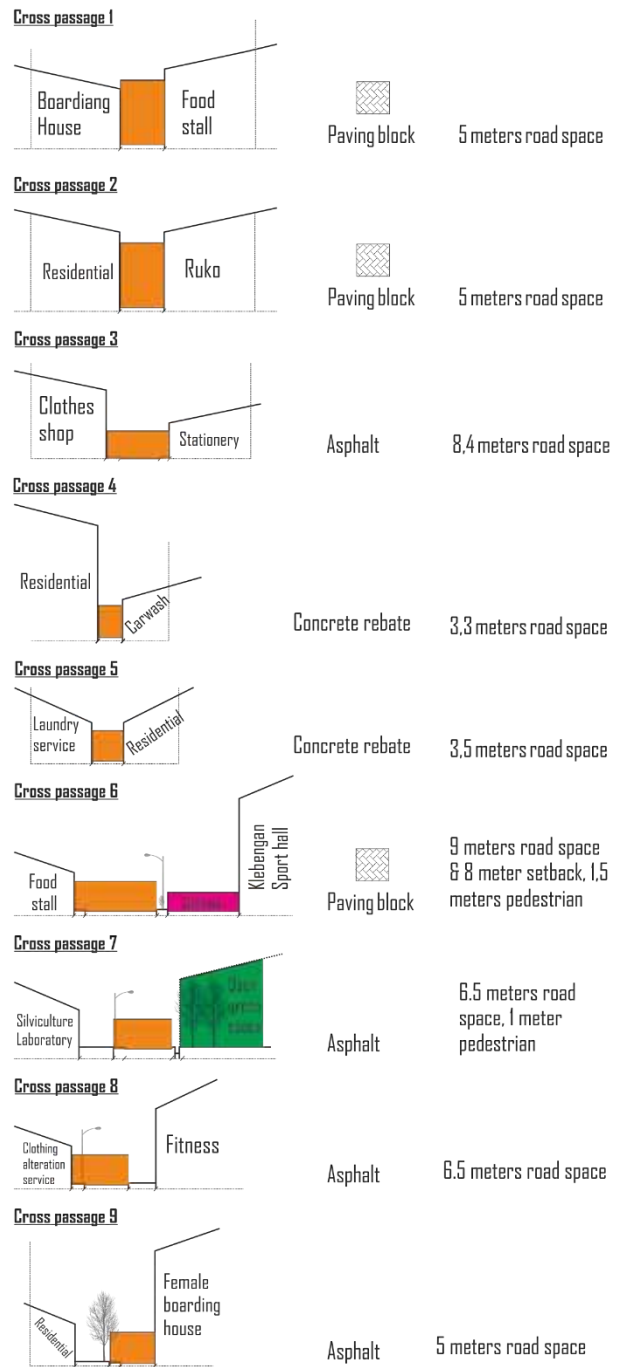 Cross passage 1
Boardiang
House
Food
stall
Paving block
5 meters road space
Cross passage 2
Residential
Ruko
Paving block
5 meters road space
Cross passage 3
Clothes
shop
Stationery
Asphalt
8,4 meters road space
Cross passage 4
Residential
Carwash
Concrete rebate
3,3 meters road space
Cross passage 5
Laundry
service
Residential
Concrete rebate
3,5 meters road space
Cross passage 6
Food
stall
Klebengan
Sport hall
Paving block
9 meters road space
& 8 meter setback, 1,5
meters pedestrian
Cross passage 7
Silviculture
Laboratory
green
Asphalt
6.5 meters road
space, 1 meter
pedestrian
Cross passage 8
Clothing
alteration
service
Fitness
Asphalt
6.5 meters road space
Cross passage 9
Residential
Female
boarding
house
Asphalt
5 meters road space